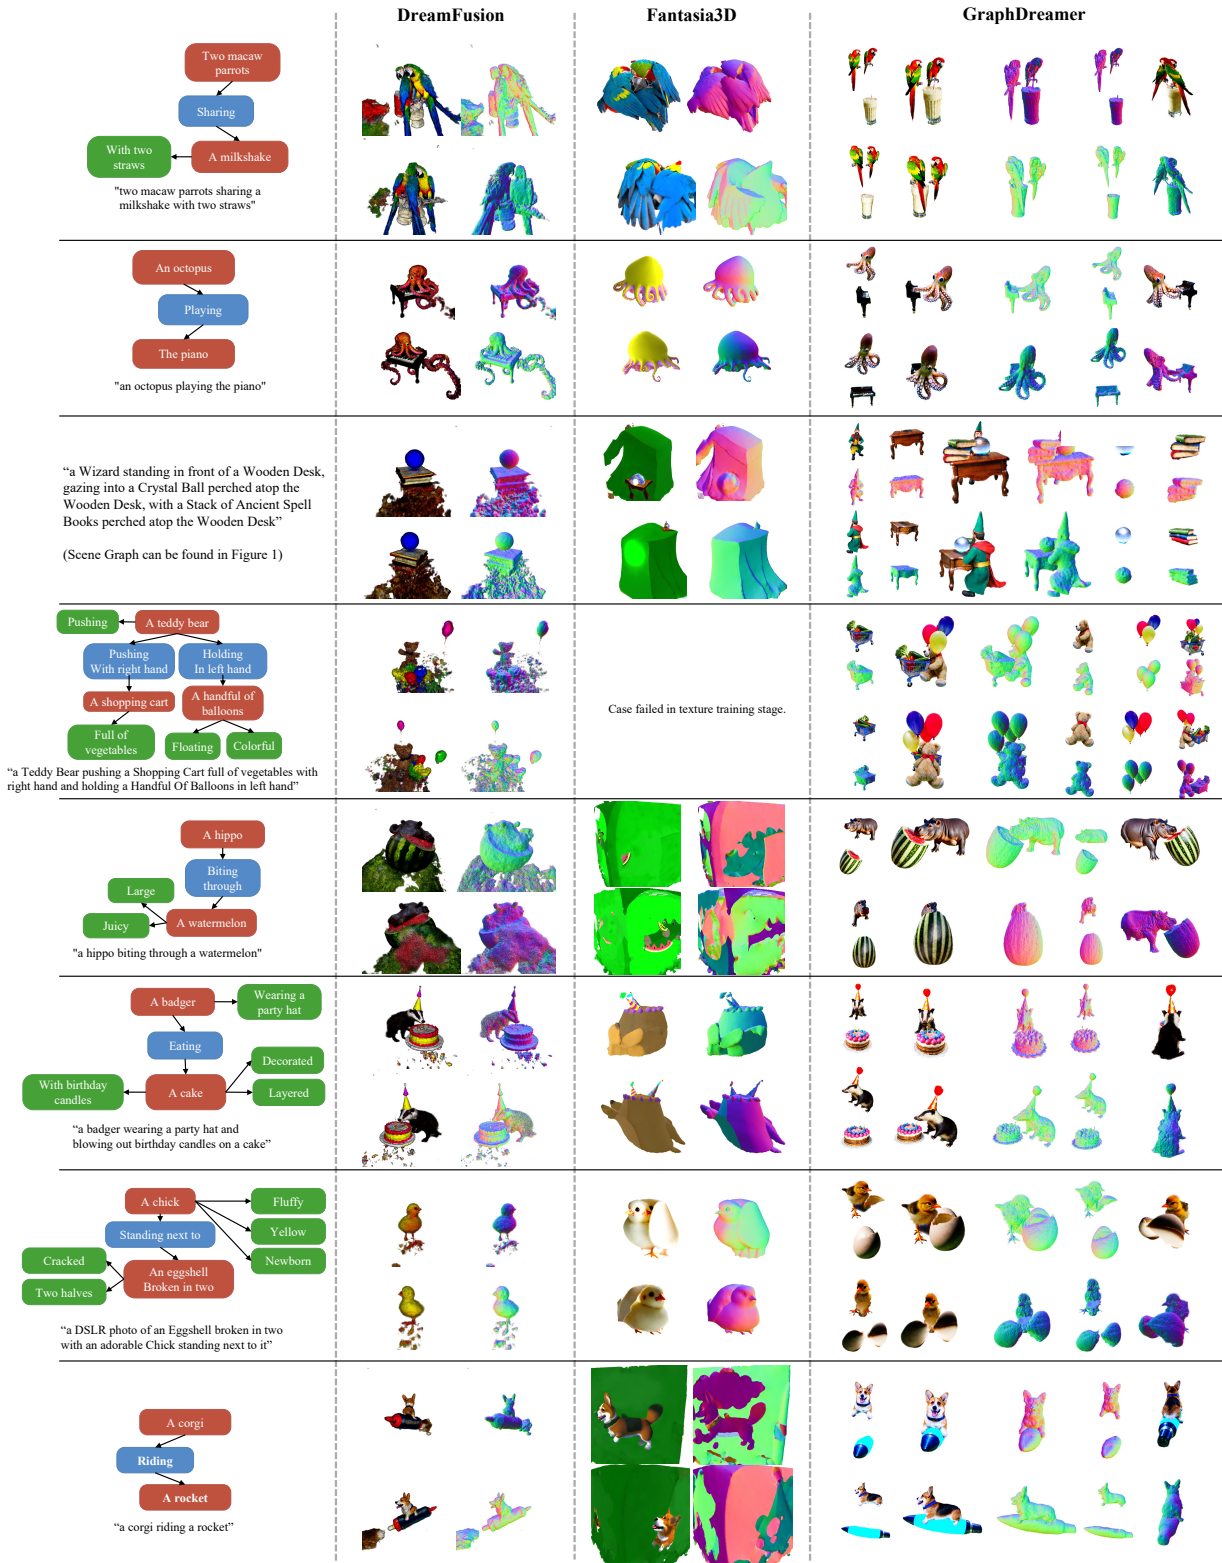 DreamFusion
Fantasia3D
GraphDreamer
Two macaw
parrots
Sharing
With two
straws
A milkshake
"two macaw parrots sharing a
milkshake with two straws"
An octopus
Playing
The piano
"an octopus playing the piano"
“a Wizard standing in front of a Wooden Desk,
gazing into a Crystal Ball perched atop the
Wooden Desk, with a Stack of Ancient Spell
Books perched atop the Wooden Desk”
(Scene Graph can be found in Figure 1)
Pushing
A teddy bear
Pushing
With right hand
Holding
In left hand
A shopping cart
A handful of
balloons
Full of
vegetables
Floating
Colorful
“a Teddy Bear pushing a Shopping Cart full of vegetables with
right hand and holding a Handful Of Balloons in left hand”
Case failed in texture training stage.
A hippo
Biting
through
Large
Juicy
A watermelon
"a hippo biting through a watermelon"
A badger
Wearing a
party hat
Eating
Decorated
With birthday
candles
A cake
Layered
“a badger wearing a party hat and
blowing out birthday candles on a cake”
A chick
Fluffy
Standing next to
Yellow
Cracked
An eggshell
Broken in two
Newborn
Two halves
“a DSLR photo of an Eggshell broken in two
with an adorable Chick standing next to it”
A corgi
Riding
A rocket
“a corgi riding a rocket”